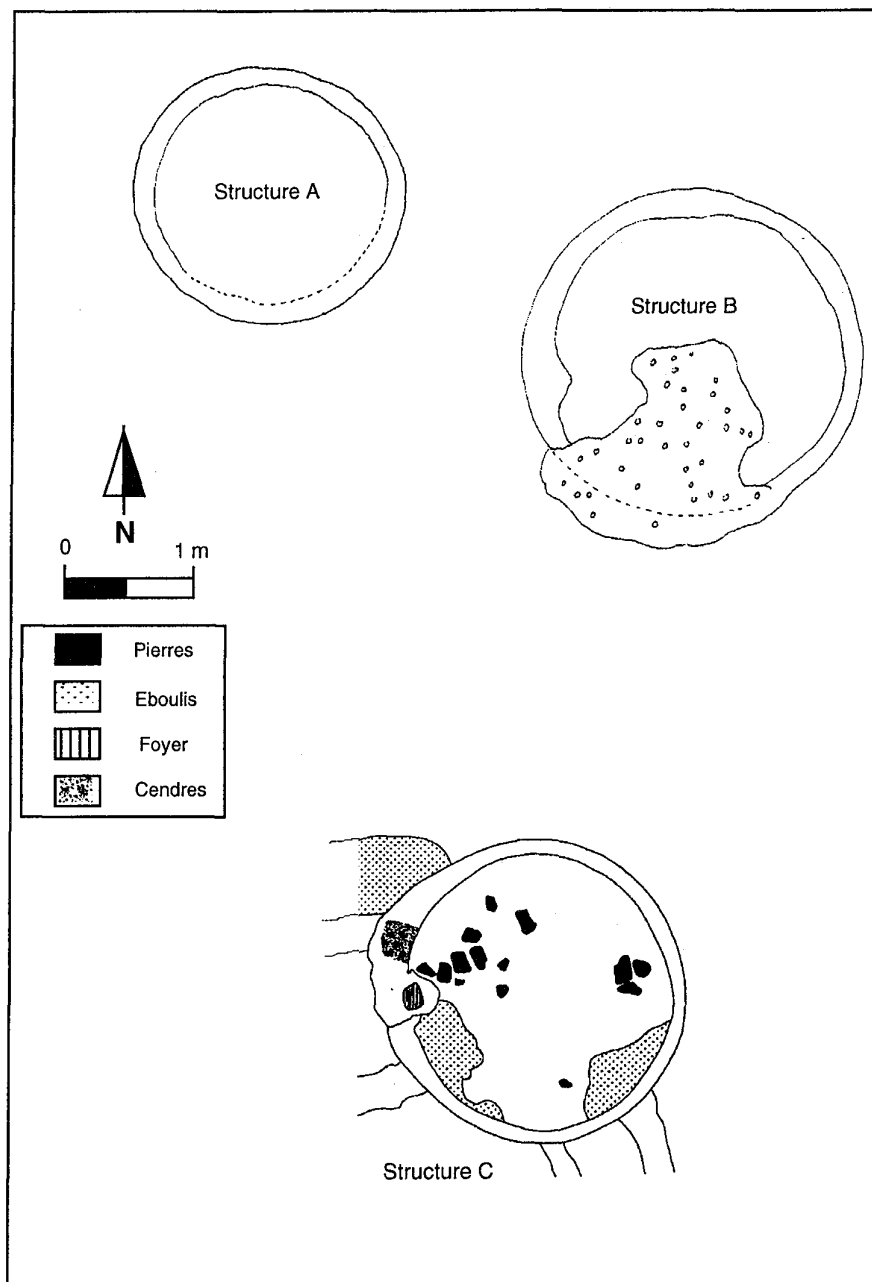 Structure A
Structure B
N
0 1 m
Pierres
Eboulis
Foyer
Cendres
Structure C